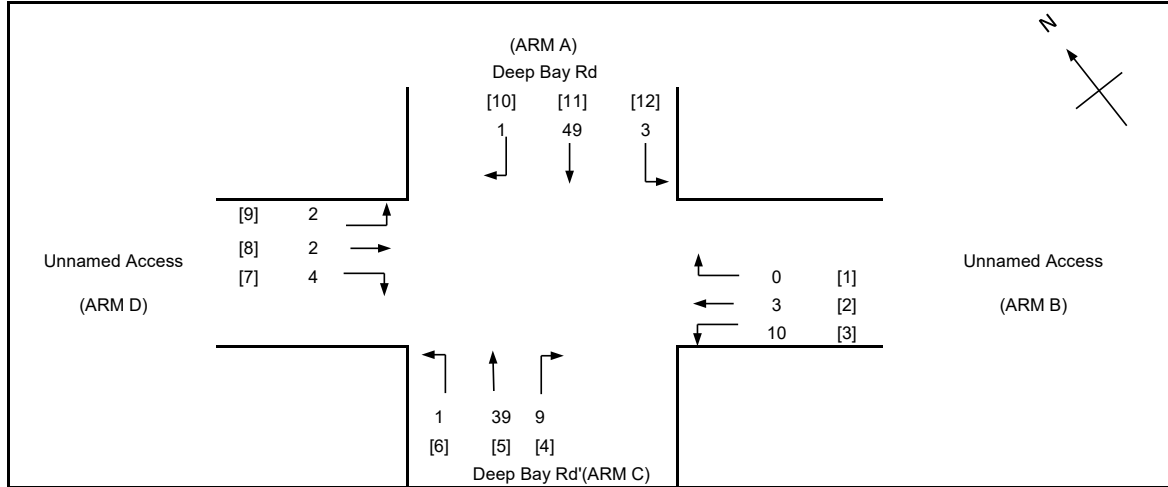 N
(ARM A)
Deep Bay Rd
[10] [11] [12]
1 49 3
[9] 2
[8] 2
[7] 4
Unnamed Access
(ARM D)
Unnamed Access
(ARM B)
0 [1]
3 [2]
10 [3]
1 39 9
[6] [5] [4]
Deep Bay Rd'(ARM C)